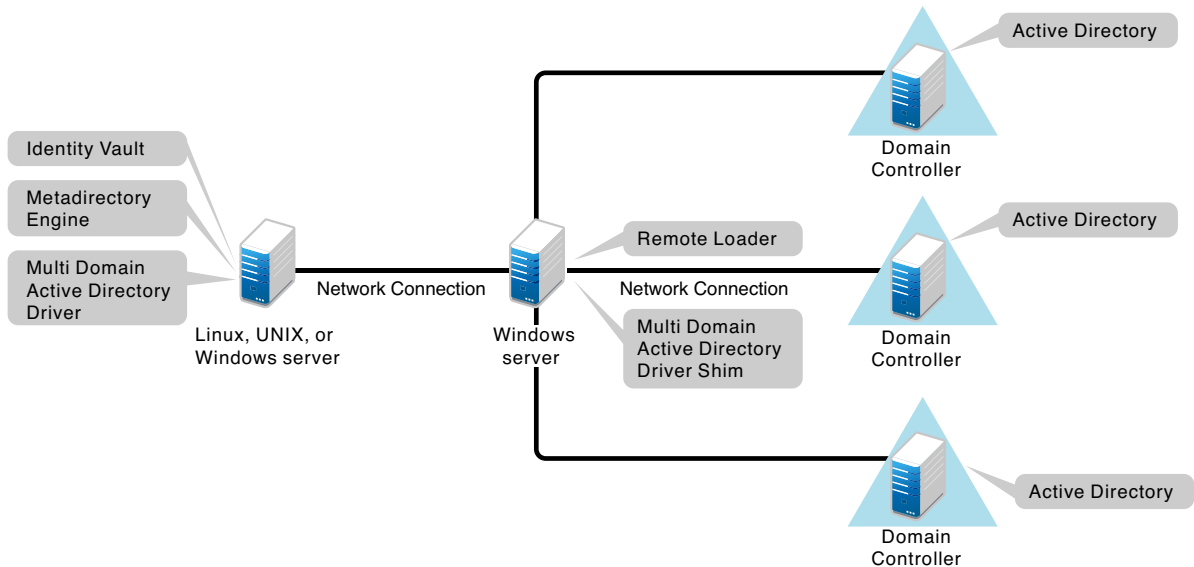 Active Directory
Domain
Controller
Identity Vault
Metadirectory
Engine
Multi Domain
Active Directory
Driver
Linux, UNIX, or
Windows server
Network Connection
Windows
server
Remote Loader
Network Connection
Multi Domain
Active Directory
Driver Shim
Active Directory
Domain
Controller
Active Directory
Domain
Controller